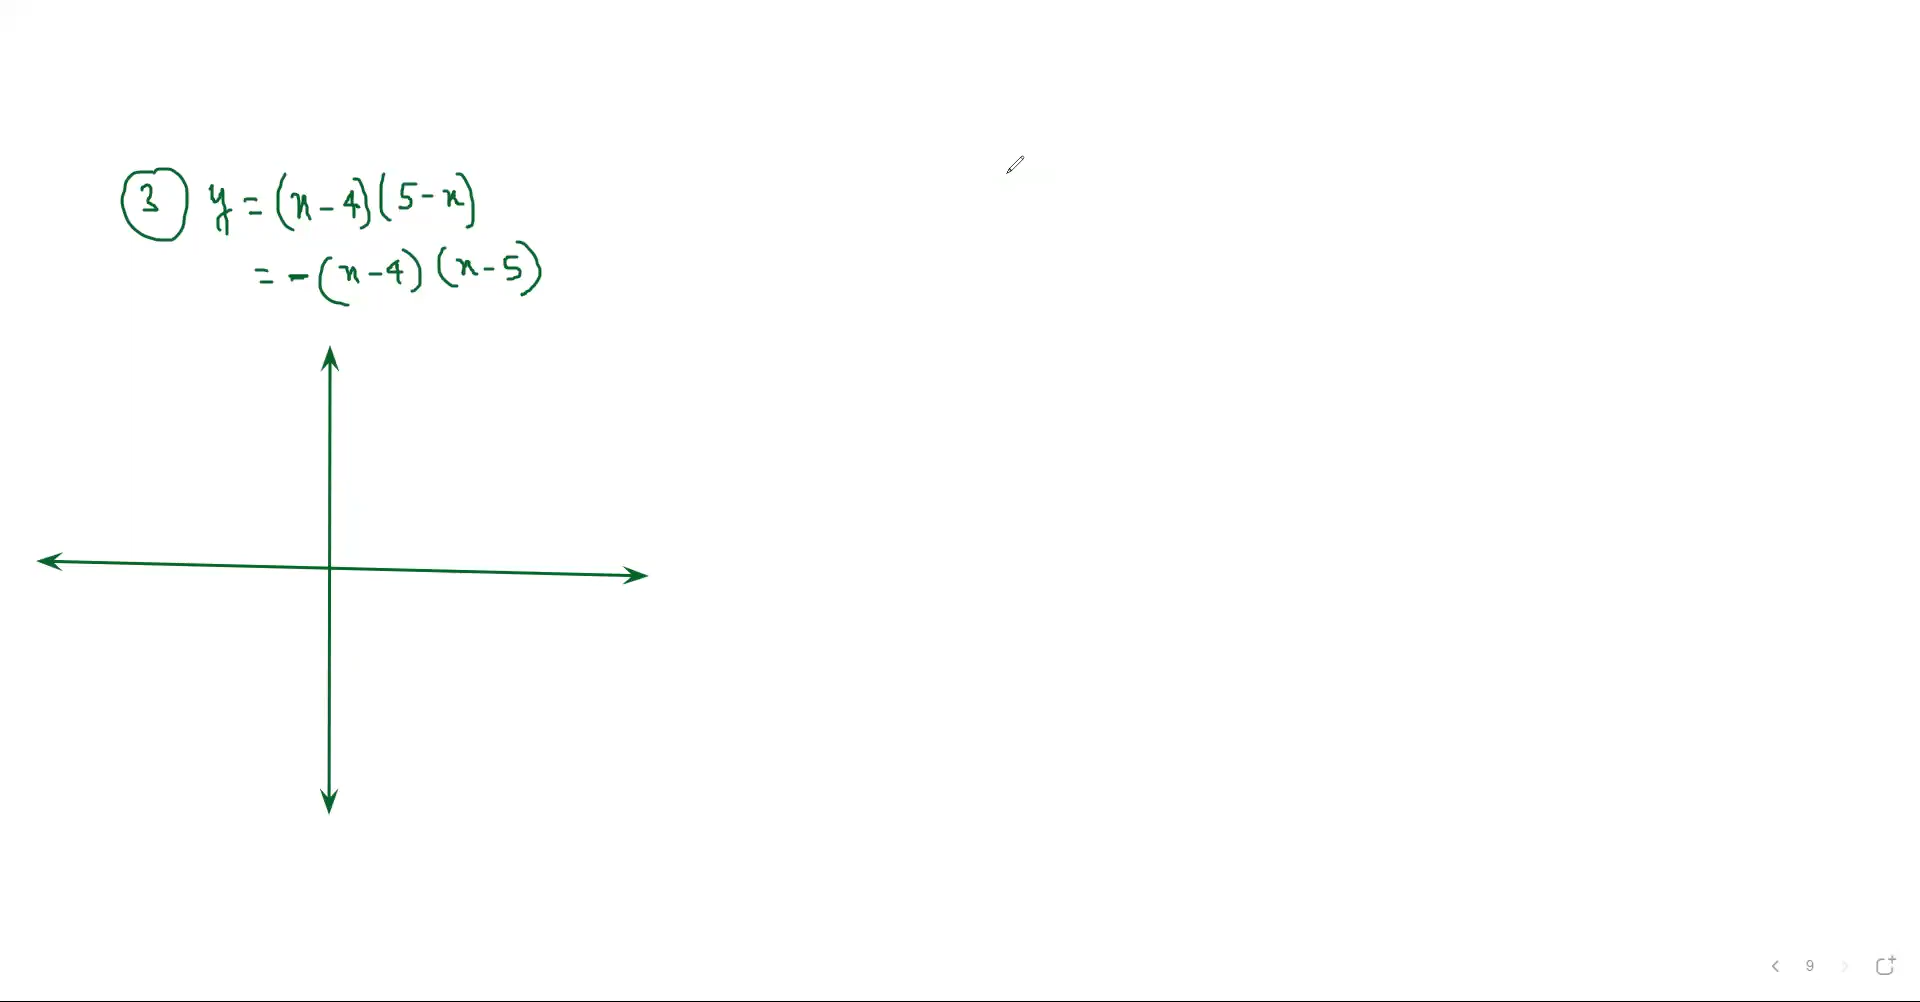 3 y = (x-4)(5-x)
= -(x-4)(x-5)
9